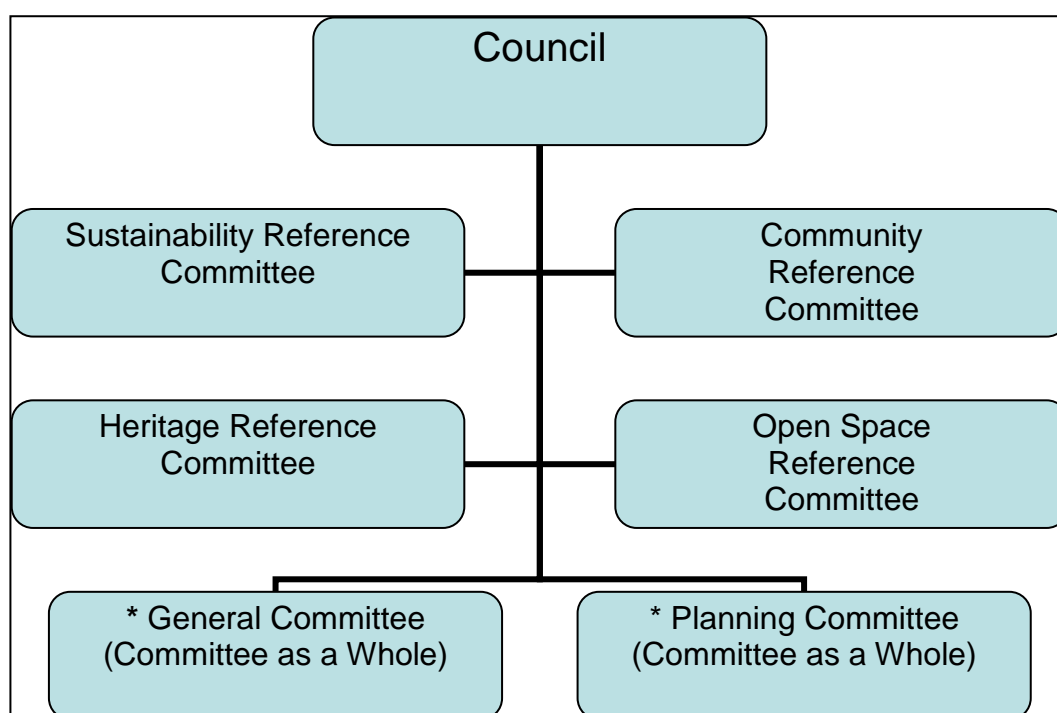 Council
Sustainability Reference
Committee
Community
Reference
Committee
Heritage Reference
Committee
Open Space
Reference
Committee
* General Committee
(Committee as a Whole)
* Planning Committee
(Committee as a Whole)